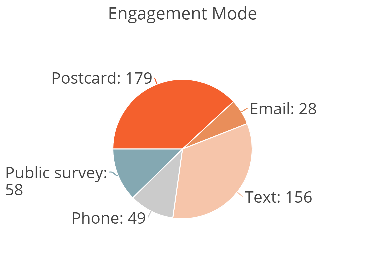 Engagement Mode
Postcard: 179
Email: 28
Public survey:
58
Text: 156
Phone: 49